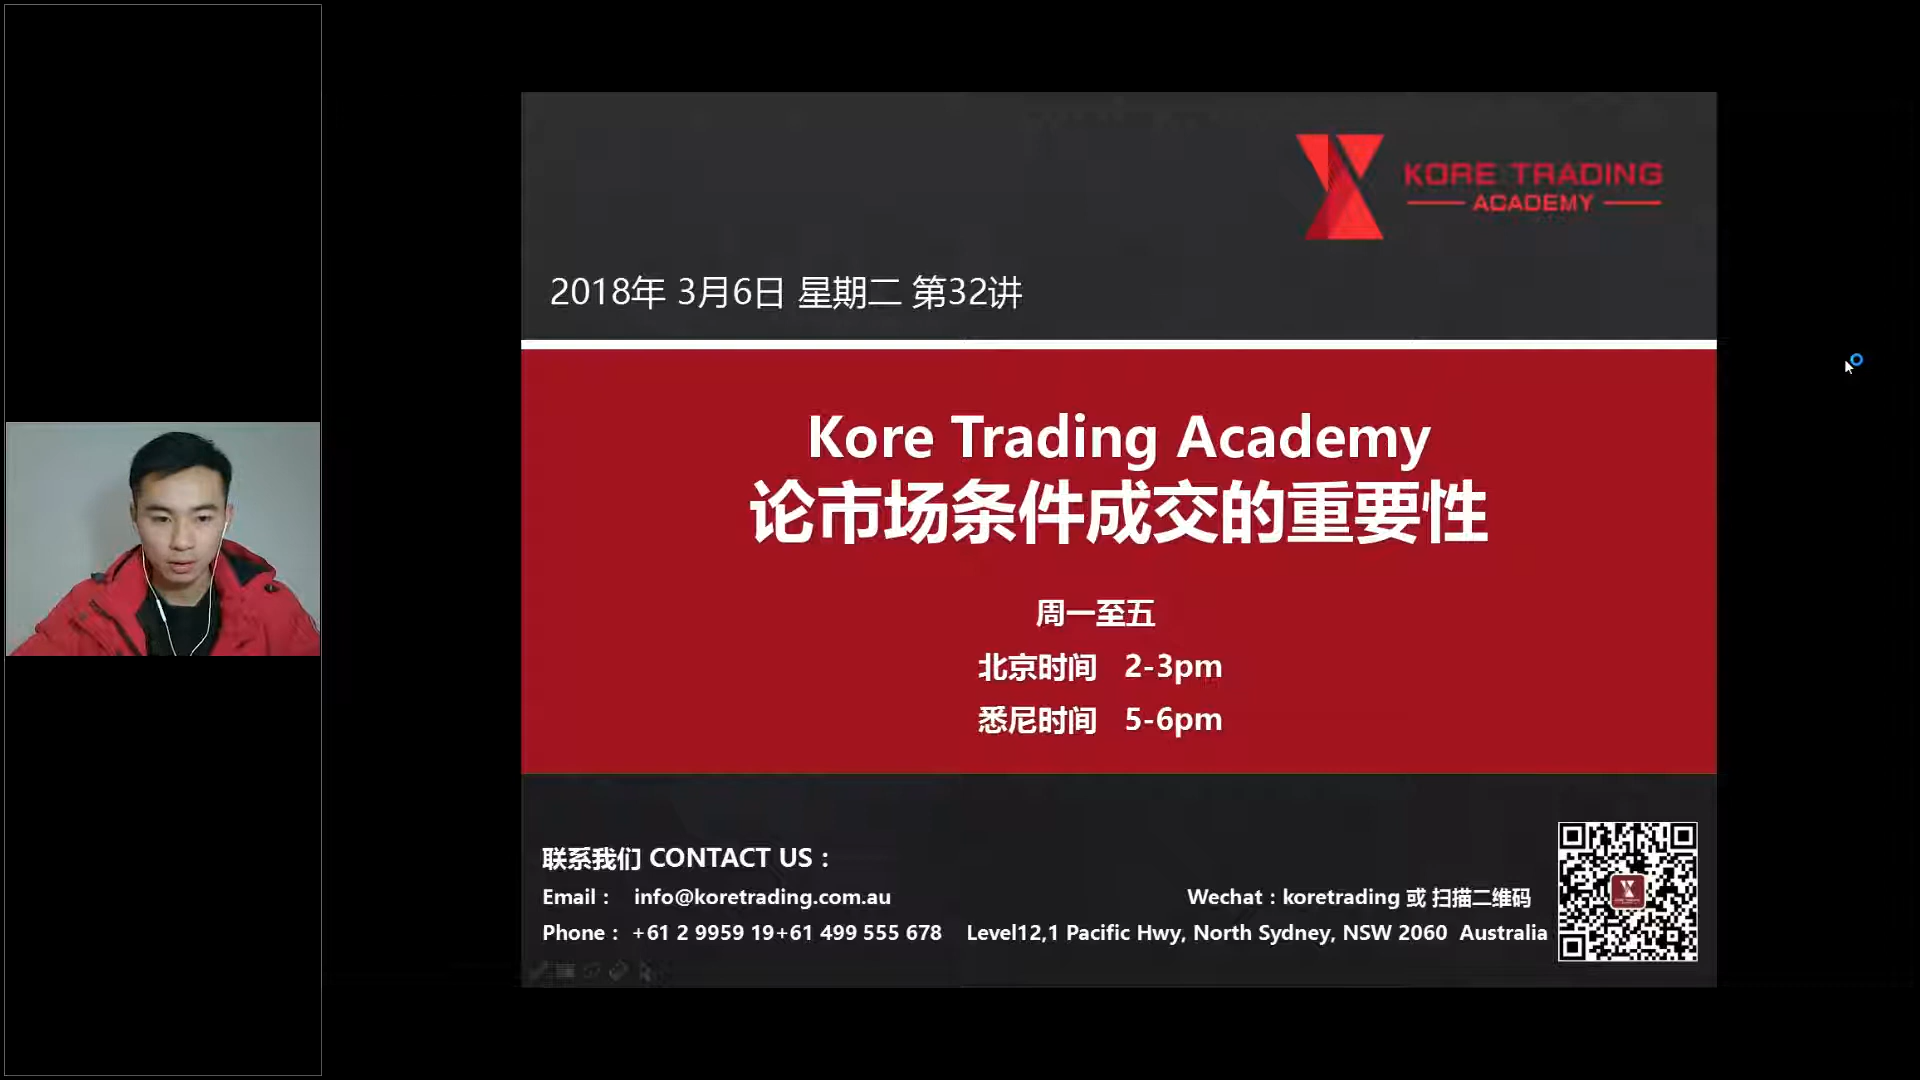 KORE TRADING
ACADEMY
2018年 3月6日 星期二 第32讲
Kore Trading Academy
论市场条件成交的重要性
周一至五
北京时间 2-3pm
悉尼时间 5-6pm
联系我们 CONTACT US :
Email : info@koretrading.com.au
Wechat : koretrading 或 扫描二维码
Phone : +61 2 9959 19+61 499 555 678 Level12,1 Pacific Hwy, North Sydney, NSW 2060 Australia